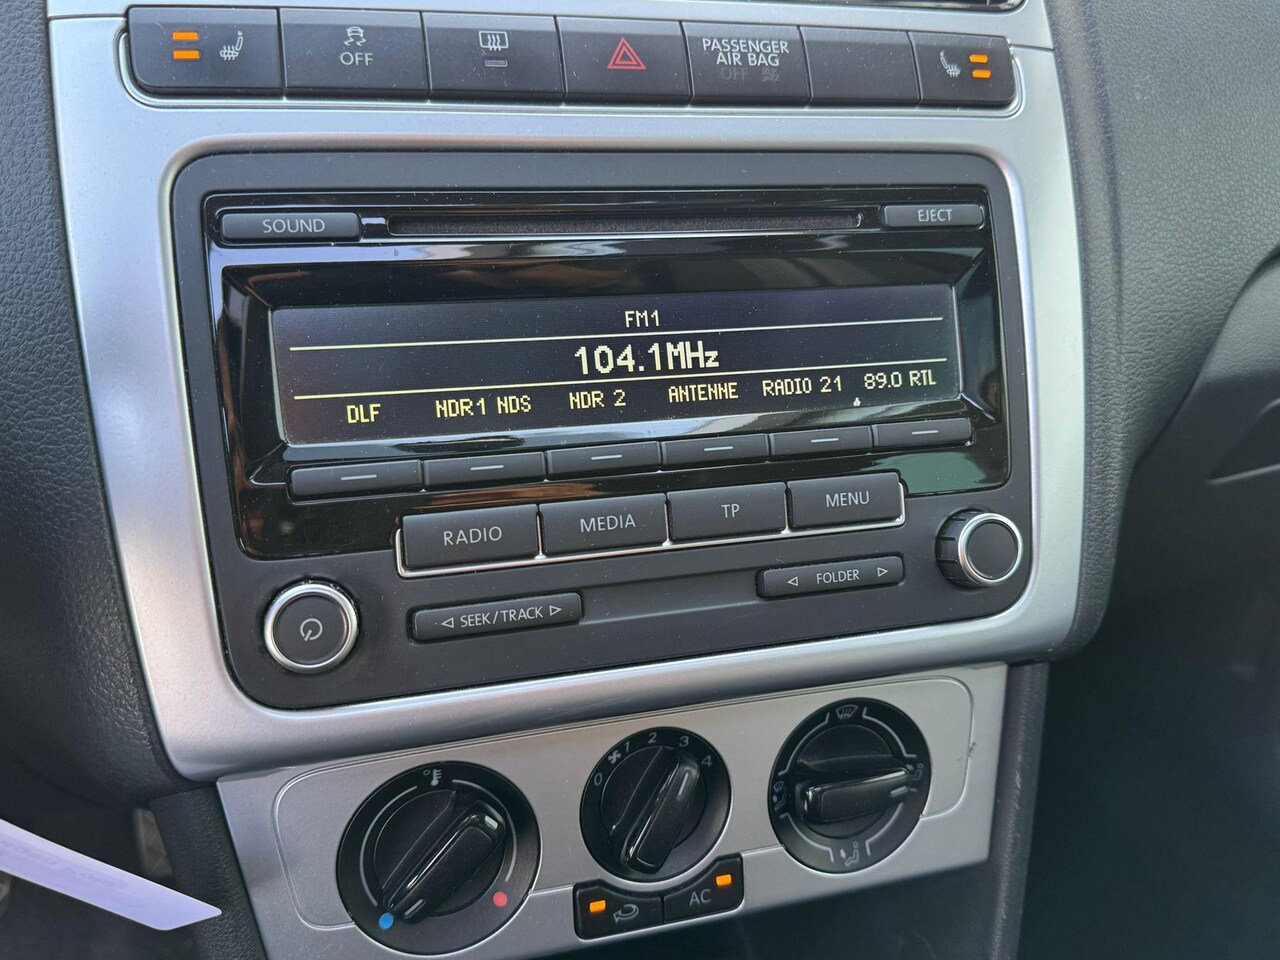 OFF
PASSENGER
AIR BAG
OFF
SOUND
EJECT
FM1
104.1MHz
DLF NDR1 NDS NDR 2 ANTENNE RADIO 21 89.0 RTL
RADIO MEDIA TP MENU
SEEK/TRACK
FOLDER
0 1 2 3 4
AC